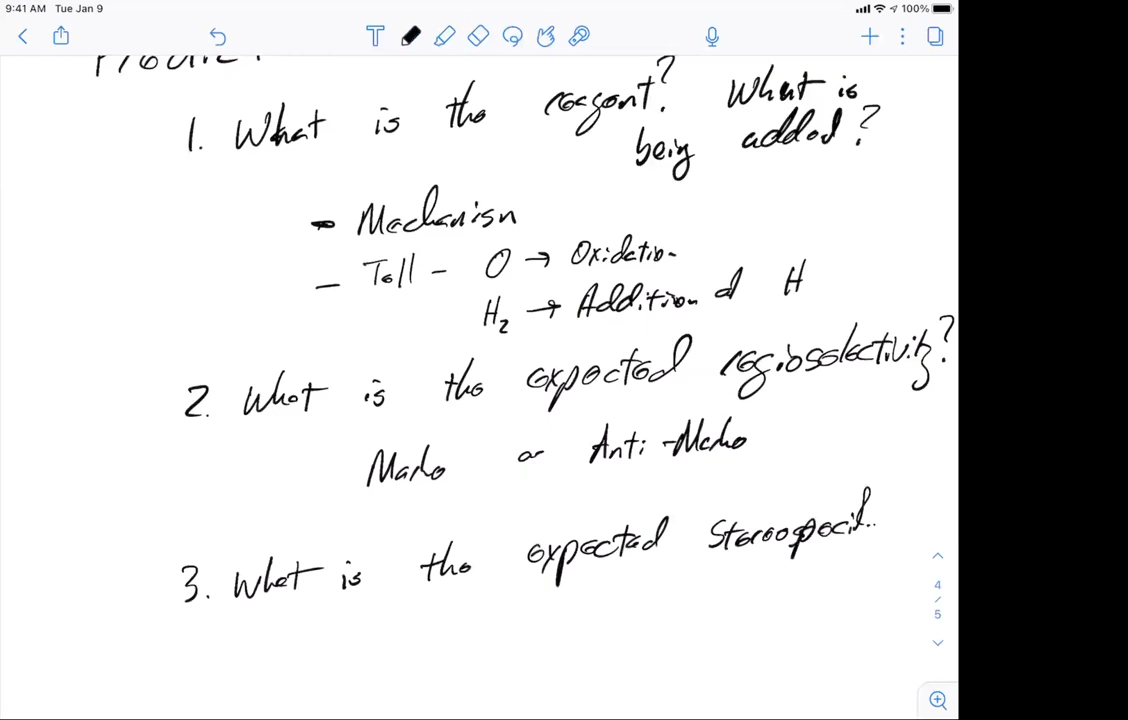 9:41 AM Tue Jan 9
100%
1. What is the reagent? What is
being added?
- Mechanism
- Tell - O → Oxidation
H2 → Addition of H
2. What is the expected regioselectivity?
Marko or Anti-Marko
3. What is the expected Stereospecif..
4
/
5